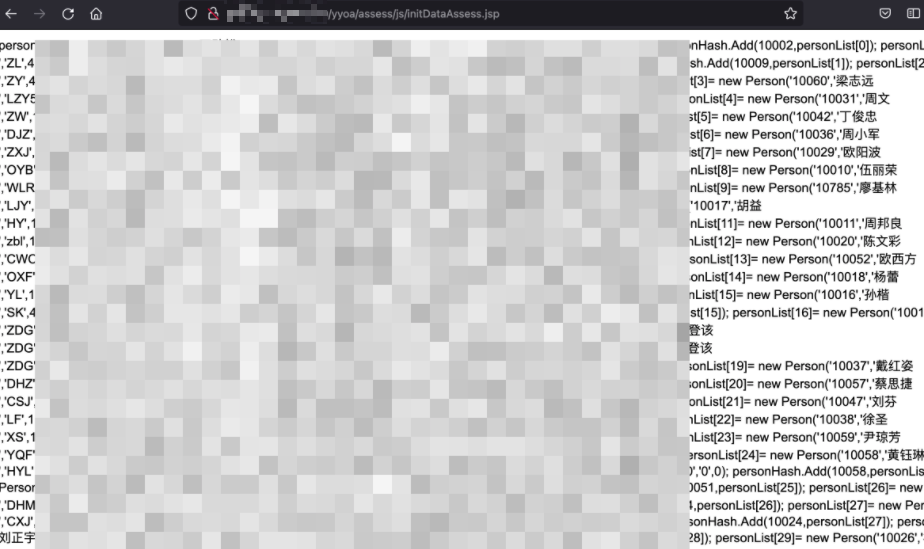 /yyoa/assess/js/initDataAssess.jsp
person nHash.Add(10002,personList[0]); personL
','ZL',4 sh.Add(10009,personList[1]); personList[2
','ZY',4 t[3]= new Person('10060','梁志远
','LZY5 onList[4]= new Person('10031','周文
','ZW', st[5]= new Person('10042','丁俊忠
','DJZ' ist[6]= new Person('10036','周小军
','ZXJ', ist[7]= new Person('10029','欧阳波
','OYB nList[8]= new Person('10010','伍丽荣
','WLR nList[9]= new Person('10785','廖基林
','LJY', '10017','胡益
','HY',1 nList[11]= new Person('10011','周邦良
','zbl',1 nList[12]= new Person('10020','陈文彩
','CWC sonList[13]= new Person('10052','欧西方
','OXF' onList[14]= new Person('10018','杨蕾
','YL',1 nList[15]= new Person('10016','孙楷
','SK',4 st[15]); personList[16]= new Person('1001
','ZDG' 登该
','ZDG' 登该
','ZDG' sonList[19]= new Person('10037','戴红姿
','DHZ' sonList[20]= new Person('10057','蔡思捷
','CSJ', onList[21]= new Person('10047','刘芬
','LF',1 nList[22]= new Person('10038','徐圣
','XS',1 nList[23]= new Person('10059','尹琼芳
','YQF' ersonList[24]= new Person('10058','黄钰琳
','HYL' ','0',0); personHash.Add(10058,personLis
Person 0051,personList[25]); personList[26]= new
','DHM 4,personList[26]); personList[27]= new Per
','CXJ', sonHash.Add(10024,personList[27]); perso
刘正宇 28]); personList[29]= new Person('10026','